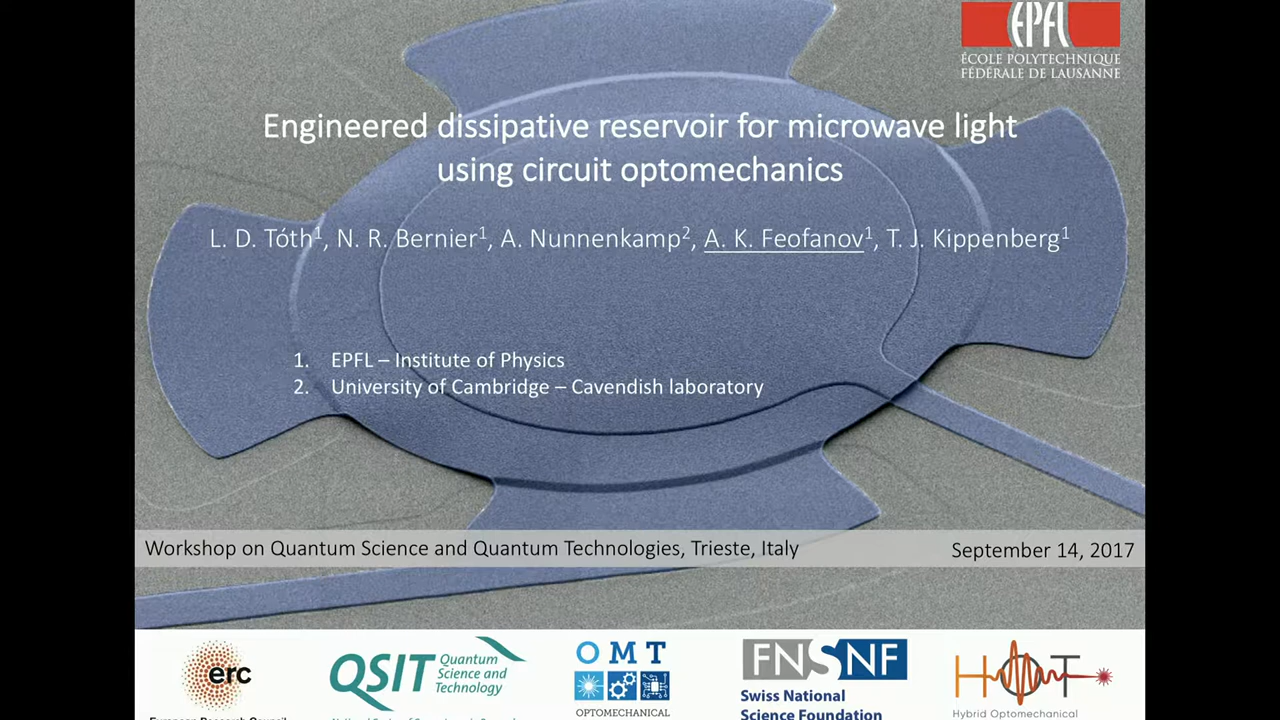 EPFL
ÉCOLE POLYTECHNIQUE
FÉDÉRALE DE LAUSANNE
Engineered dissipative reservoir for microwave light
using circuit optomechanics
L. D. Tóth¹, N. R. Bernier¹, A. Nunnenkamp², A. K. Feofanov¹, T. J. Kippenberg¹
1. EPFL – Institute of Physics
2. University of Cambridge – Cavendish laboratory
Workshop on Quantum Science and Quantum Technologies, Trieste, Italy
September 14, 2017
erc
QSIT Quantum
Science and
Technology
OMT
OPTOMECHANICAL
FNSNF
Swiss National
Science Foundation
HOT
Hybrid Optomechanical